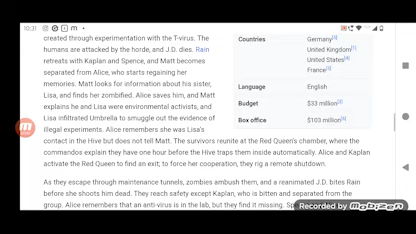 10:31
created through experimentation with the T-virus. The
humans are attacked by the horde, and J.D. dies. Rain
retreats with Kaplan and Spence, and Matt becomes
separated from Alice, who starts regaining her
memories. Matt looks for information about his sister,
Lisa, and finds her zombified. Alice saves him, and Matt
explains he and Lisa were environmental activists, and
Lisa infiltrated Umbrella to smuggle out the evidence of
illegal experiments. Alice remembers she was Lisa's
contact in the Hive but does not tell Matt. The survivors reunite at the Red Queen's chamber, where the
commandos explain they have one hour before the Hive traps them inside automatically. Alice and Kaplan
activate the Red Queen to find an exit; to force her cooperation, they rig a remote shutdown.
As they escape through maintenance tunnels, zombies ambush them, and a reanimated J.D. bites Rain
before she shoots him dead. They reach safety except Kaplan, who is bitten and separated from the
group. Alice remembers that an anti-virus is in the lab, but they find it missing.
Countries Germany
United Kingdom
United States
France
Language English
Budget $33 million
Box office $103 million
Recorded by Mobizen